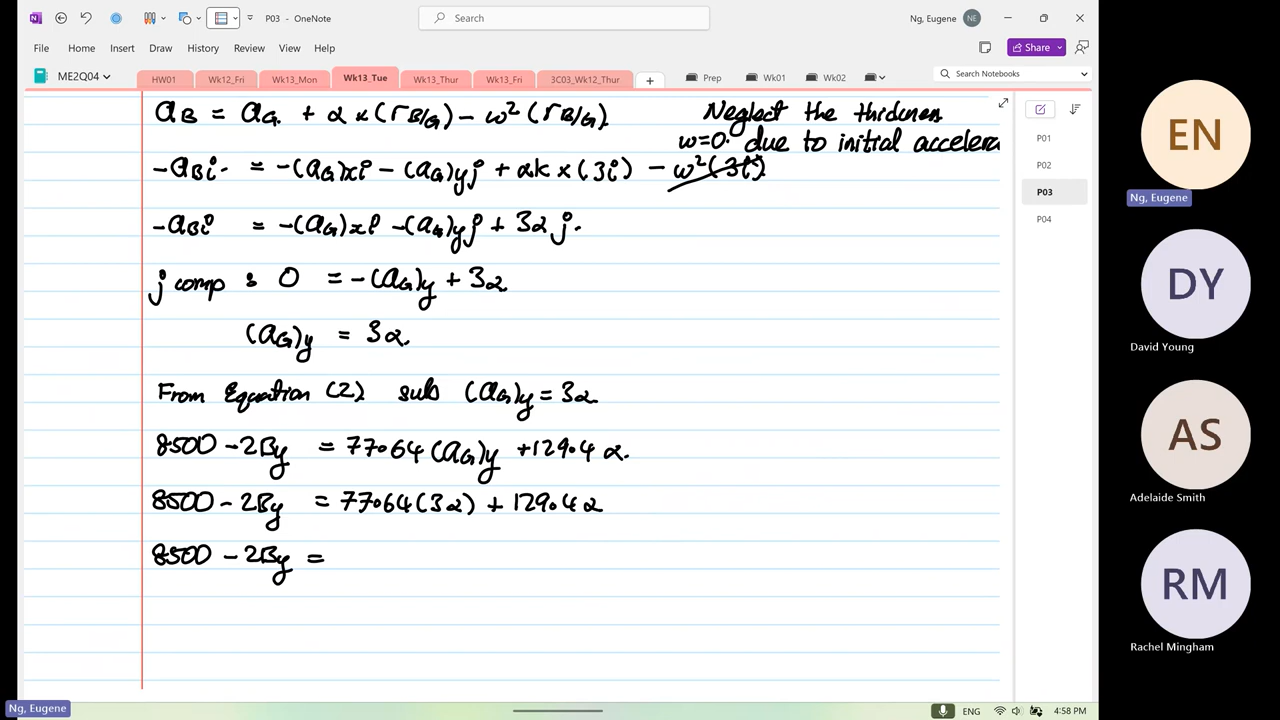 P03 - OneNote
Search
Ng, Eugene
NE
File Home Insert Draw History Review View Help
Share
ME2Q04
HW01 Wk12_Fri Wk13_Mon Wk13_Tue Wk13_Thur Wk13_Fri 3C03_Wk12_Thur + Prep Wk01 Wk02
Search Notebooks
P01
P02
P03
P04
aB = aG + α × (rB/G) - ω² (rB/G)
Neglect the thickness
ω=0. due to initial accelera
-aBi = -(aG)xi - (aG)yj + αk × (3i) - ω²(3i)
-aBi = -(aG)xi - (aG)yj + 3αj.
j comp : 0 = -(aG)y + 3α
(aG)y = 3α.
From Equation (2) sub (aG)y = 3α
8500 - 2By = 77.064 (aG)y + 129.4 α.
8500 - 2By = 77.064 (3α) + 129.4 α
8500 - 2By =
EN
Ng, Eugene
DY
David Young
AS
Adelaide Smith
RM
Rachel Mingham
Ng, Eugene
ENG
4:58 PM